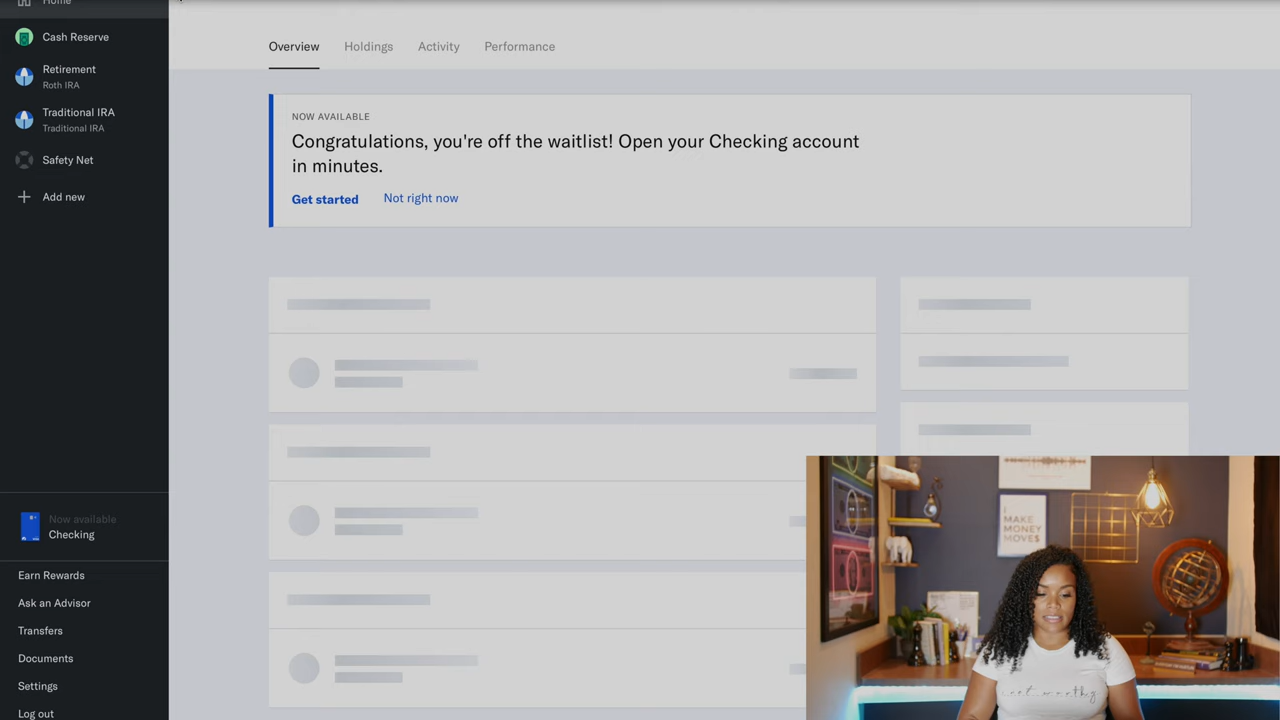 Home
Cash Reserve
Retirement
Roth IRA
Traditional IRA
Traditional IRA
Safety Net
Add new
Now available
Checking
Earn Rewards
Ask an Advisor
Transfers
Documents
Settings
Log out
Overview
Holdings
Activity
Performance
NOW AVAILABLE
Congratulations, you're off the waitlist! Open your Checking account
in minutes.
Get started
Not right now
I
MAKE
MONEY
MOVE$